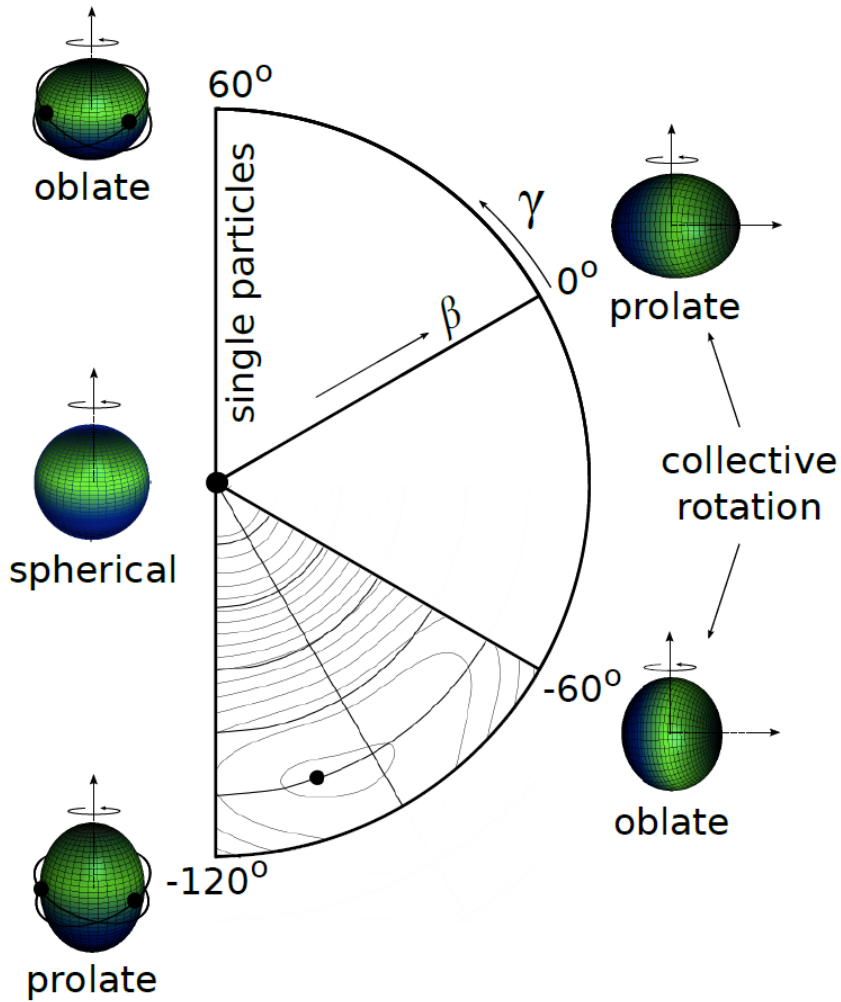 60°
oblate
single particles
γ
0°
prolate
β
collective
rotation
spherical
-60°
oblate
-120°
prolate